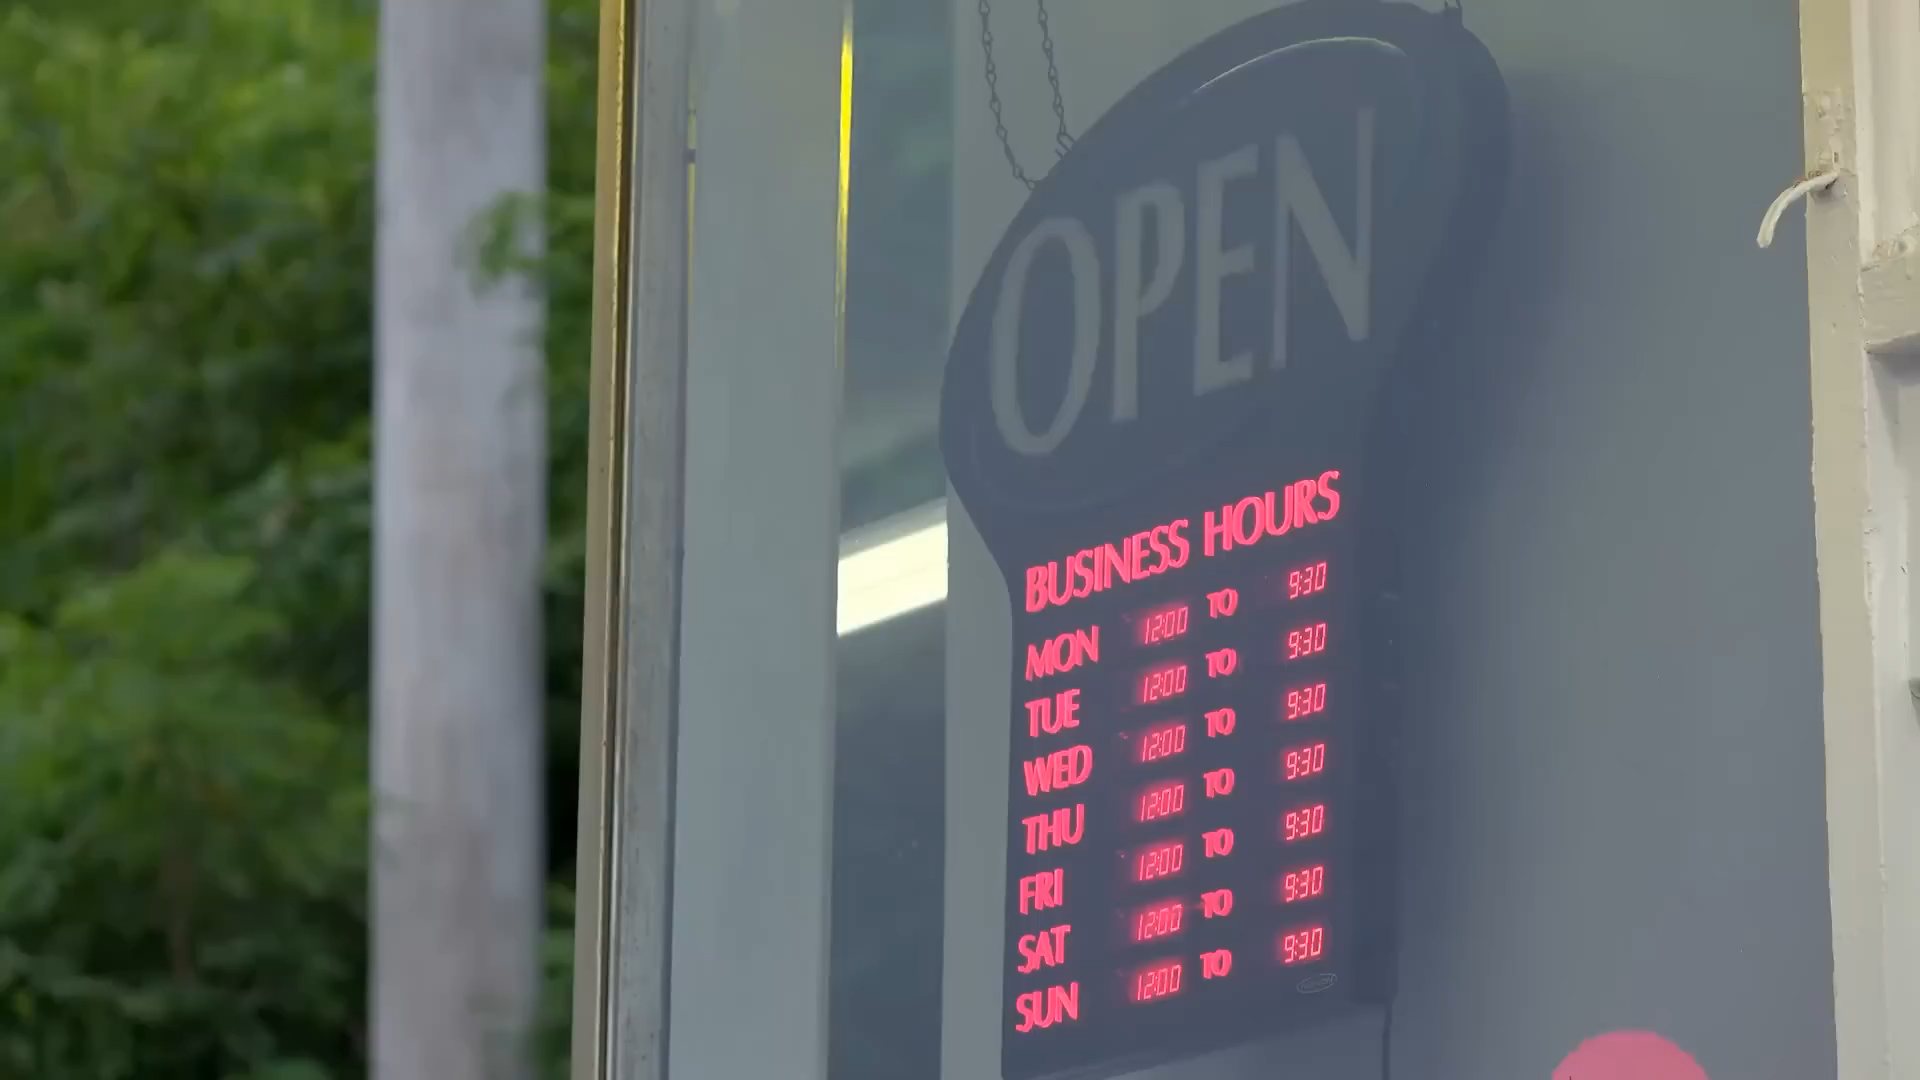 OPEN
BUSINESS HOURS
MON 12:00 TO 9:30
TUE 12:00 TO 9:30
WED 12:00 TO 9:30
THU 12:00 TO 9:30
FRI 12:00 TO 9:30
SAT 12:00 TO 9:30
SUN 12:00 TO 9:30